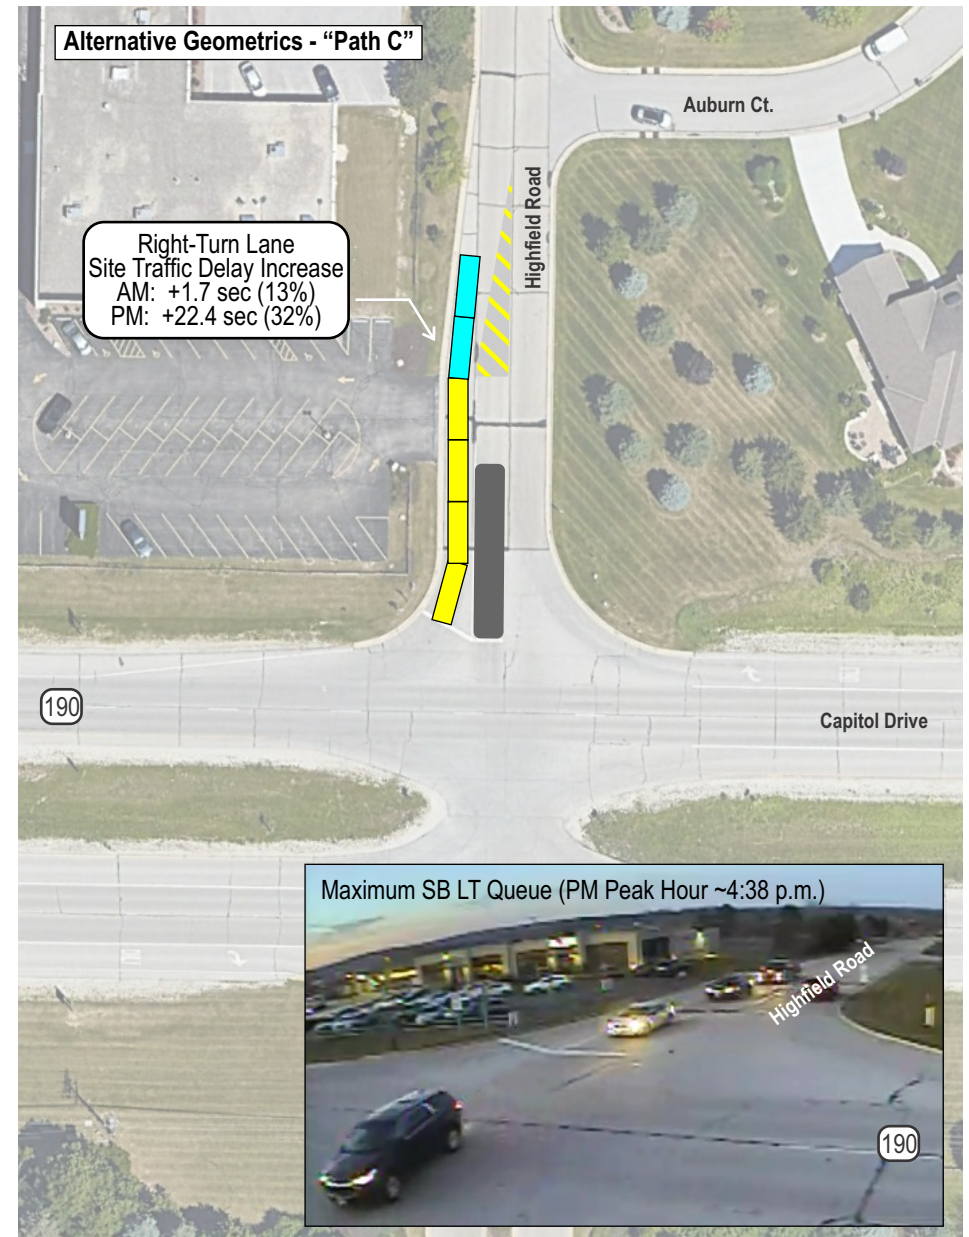 Alternative Geometrics - “Path C”
Auburn Ct.
Highfield Road
Right-Turn Lane
Site Traffic Delay Increase
AM: +1.7 sec (13%)
PM: +22.4 sec (32%)
190
Capitol Drive
Maximum SB LT Queue (PM Peak Hour ~4:38 p.m.)
Highfield Road
190